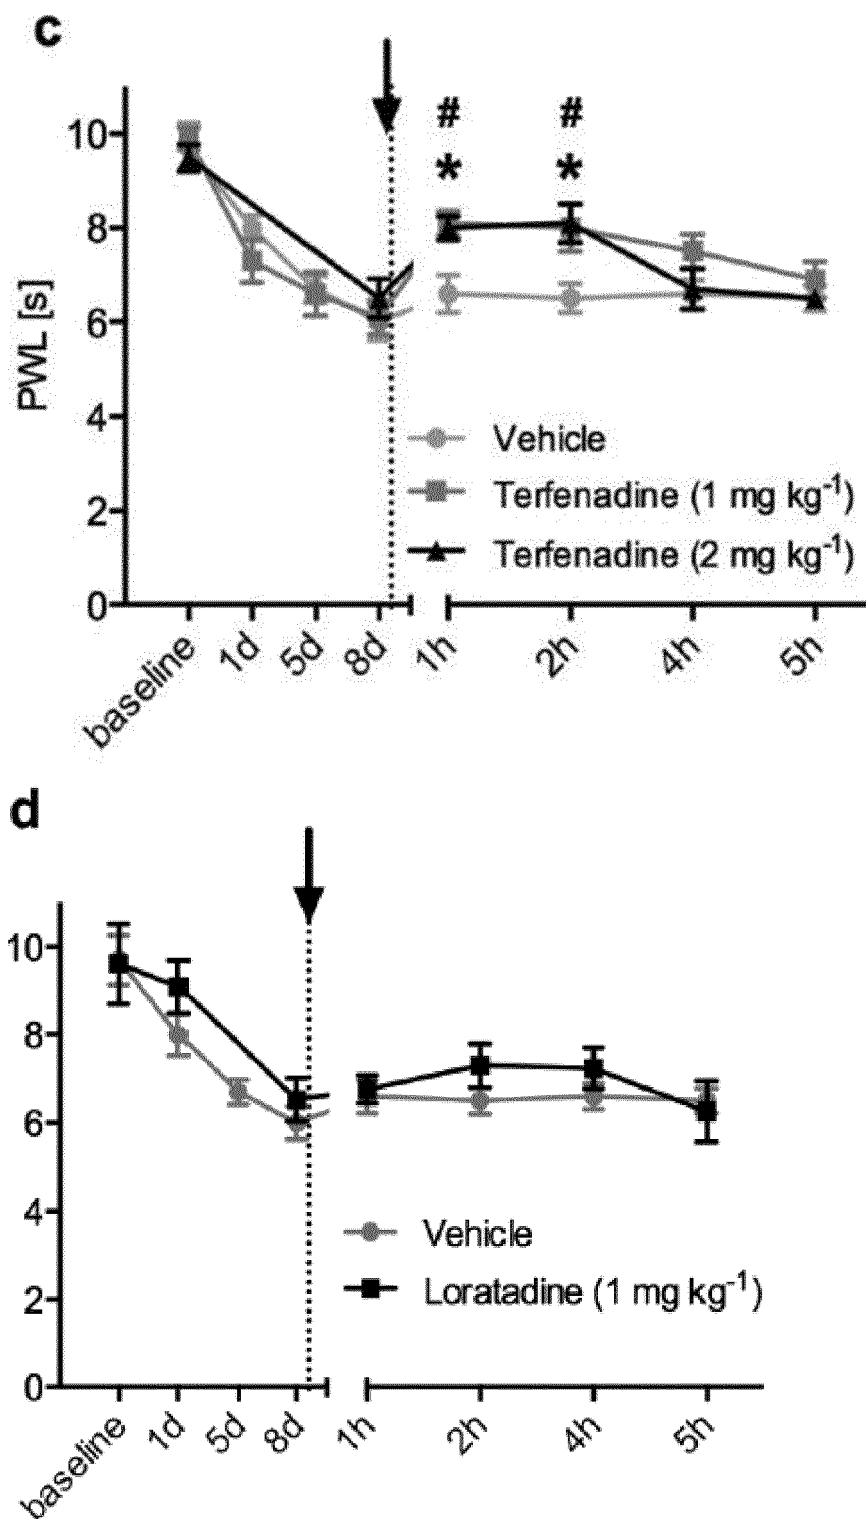 c
# #
* *
10
8
6
4
2
0
PWL [s]
Vehicle
Terfenadine (1 mg kg⁻¹)
Terfenadine (2 mg kg⁻¹)
baseline 1d 5d 8d 1h 2h 4h 5h
d
10
8
6
4
2
0
Vehicle
Loratadine (1 mg kg⁻¹)
baseline 1d 5d 8d 1h 2h 4h 5h